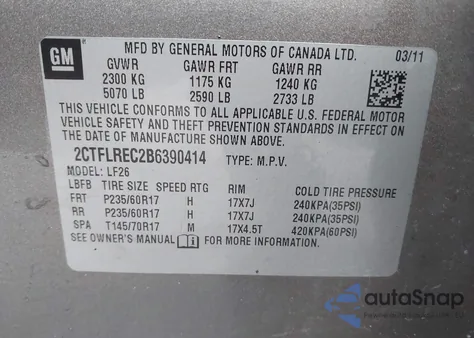 GM
MFD BY GENERAL MOTORS OF CANADA LTD. 03/11
GVWR GAWR FRT GAWR RR
2300 KG 1175 KG 1240 KG
5070 LB 2590 LB 2733 LB
THIS VEHICLE CONFORMS TO ALL APPLICABLE U.S. FEDERAL MOTOR
VEHICLE SAFETY AND THEFT PREVENTION STANDARDS IN EFFECT ON
THE DATE OF MANUFACTURE SHOWN ABOVE.
2CTFLREC2B6390414 TYPE: M.P.V.
MODEL: LF26
LBFB TIRE SIZE SPEED RTG RIM COLD TIRE PRESSURE
FRT P235/60R17 H 17X7J 240KPA(35PSI)
RR P235/60R17 H 17X7J 240KPA(35PSI)
SPA T145/70R17 M 17X4.5T 420KPA(60PSI)
SEE OWNER'S MANUAL FOR MORE INFORMATION
autoSnap